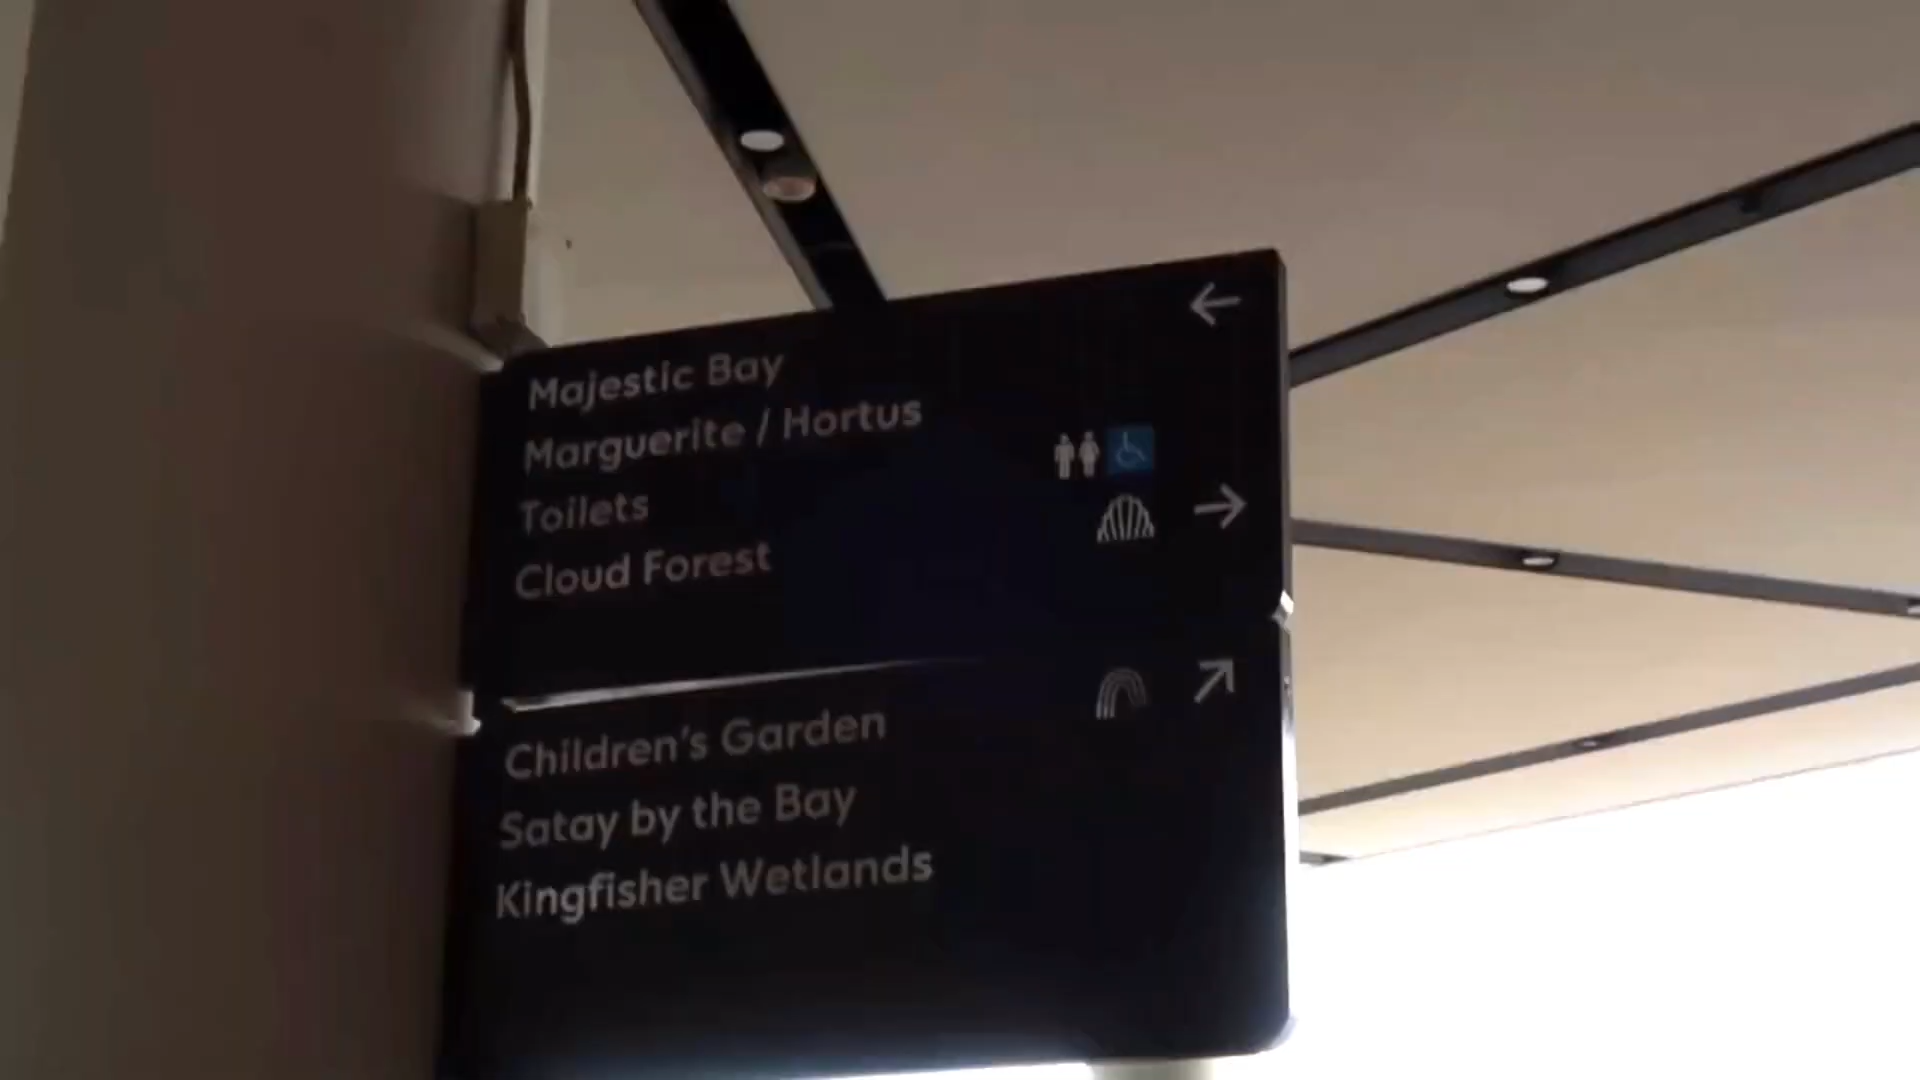 Majestic Bay
Marguerite / Hortus
Toilets
Cloud Forest
Children's Garden
Satay by the Bay
Kingfisher Wetlands